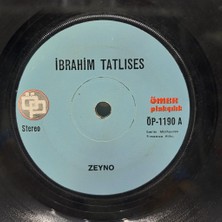 İBRAHİM TATLISES
ÖP
Stereo
ÖMER
plakçılık
ÖP-1190 A
ZEYNO